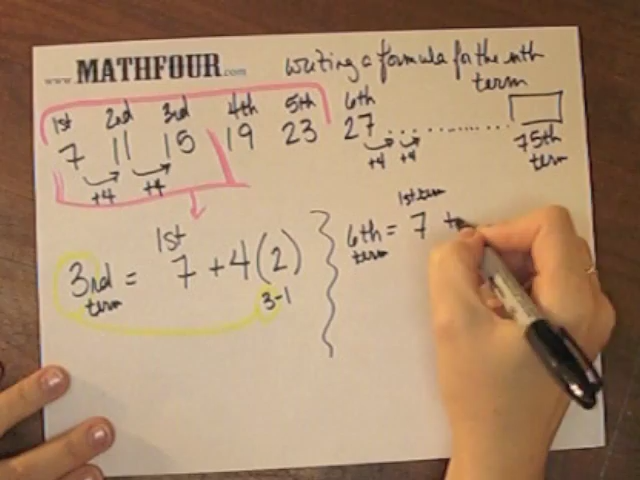 www.MATHFOUR.com
writing a formula for the nth
term
1st 2nd 3rd 4th 5th 6th
7 11 15 19 23 27 ...............
+4 +4 +4 +4
75th
term
3rd term = 1st 7 + 4 (2)
3-1
6th term = 1st term 7 +